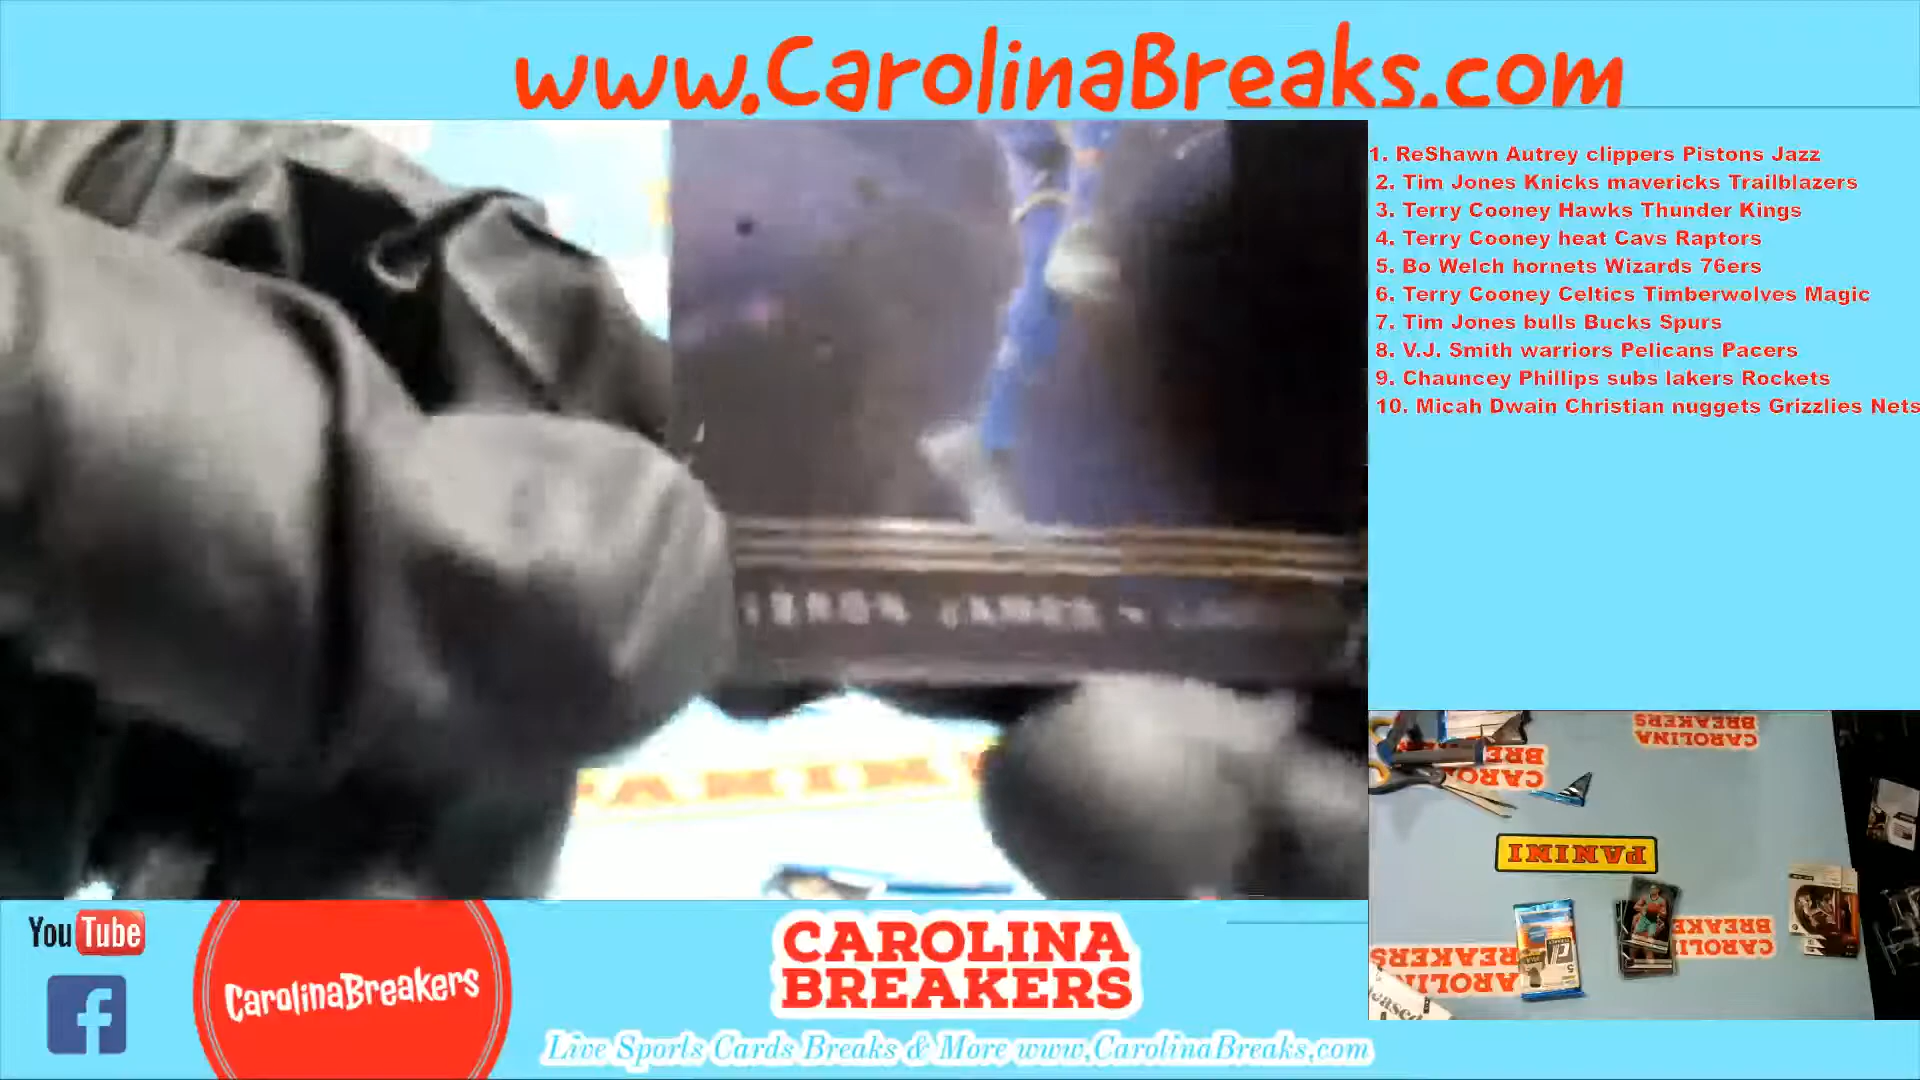 www.CarolinaBreaks.com
1. ReShawn Autrey clippers Pistons Jazz
2. Tim Jones Knicks mavericks Trailblazers
3. Terry Cooney Hawks Thunder Kings
4. Terry Cooney heat Cavs Raptors
5. Bo Welch hornets Wizards 76ers
6. Terry Cooney Celtics Timberwolves Magic
7. Tim Jones bulls Bucks Spurs
8. V.J. Smith warriors Pelicans Pacers
9. Chauncey Phillips subs lakers Rockets
10. Micah Dwain Christian nuggets Grizzlies Nets
PANINI
CAROLINA
BREAKERS
PANINI
CAROLINA
BREAKERS
YouTube
CarolinaBreakers
CAROLINA
BREAKERS
Live Sports Cards Breaks & More www.CarolinaBreaks.com